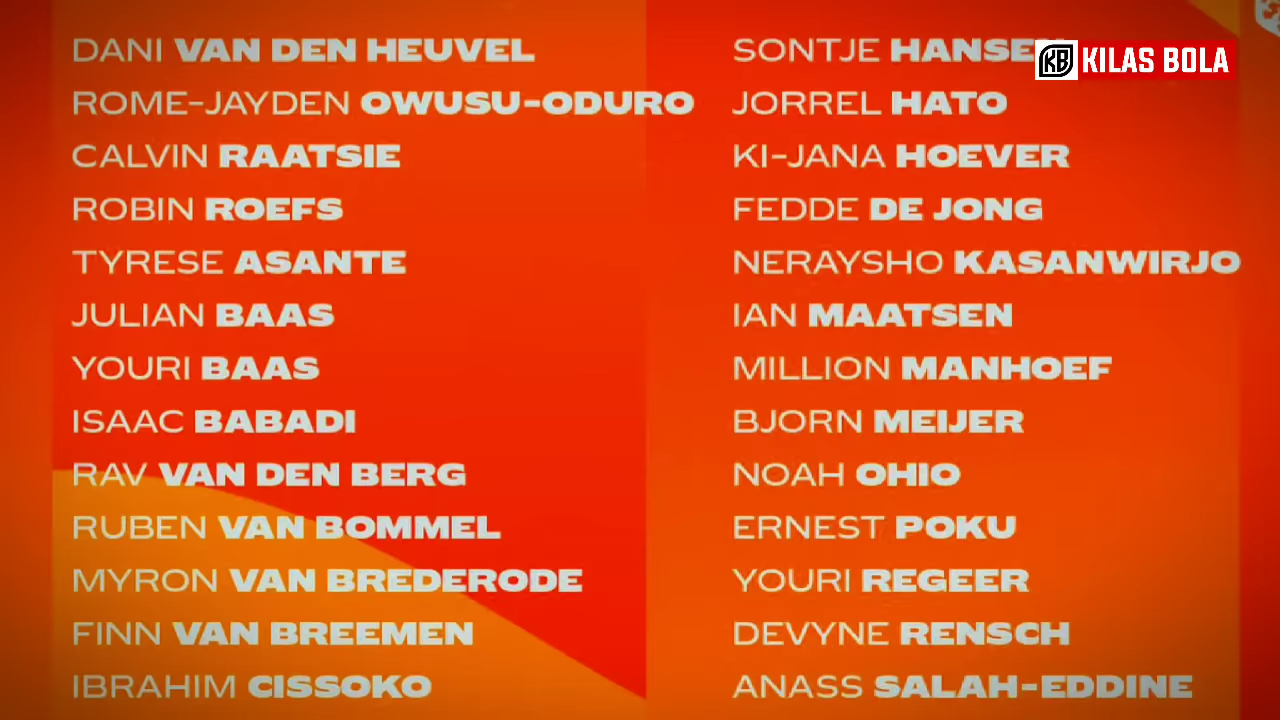 DANI VAN DEN HEUVEL
ROME-JAYDEN OWUSU-ODURO
CALVIN RAATSIE
ROBIN ROEFS
TYRESE ASANTE
JULIAN BAAS
YOURI BAAS
ISAAC BABADI
RAV VAN DEN BERG
RUBEN VAN BOMMEL
MYRON VAN BREDERODE
FINN VAN BREEMEN
IBRAHIM CISSOKO
SONTJE HANSEN
JORREL HATO
KI-JANA HOEVER
FEDDE DE JONG
NERAYSHO KASANWIRJO
IAN MAATSEN
MILLION MANHOEF
BJORN MEIJER
NOAH OHIO
ERNEST POKU
YOURI REGEER
DEVYNE RENSCH
ANASS SALAH-EDDINE
KB KILAS BOLA